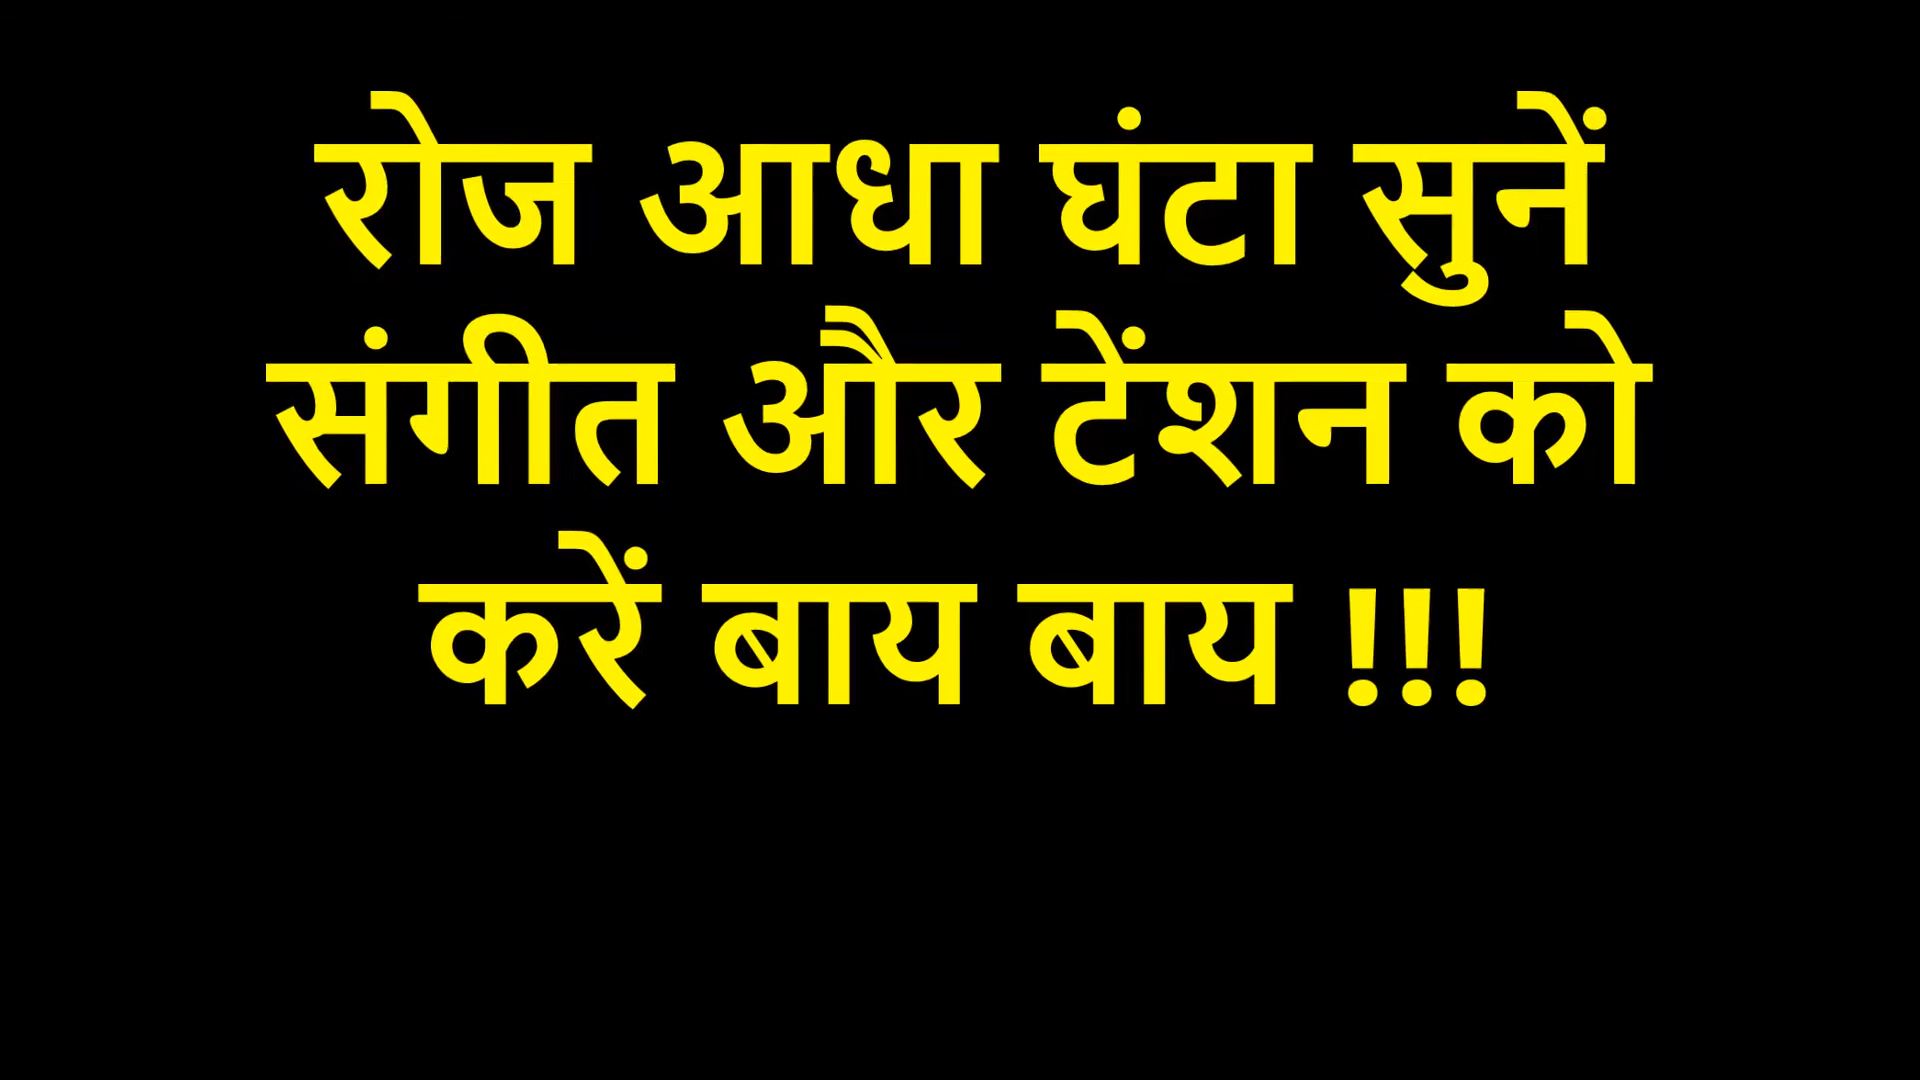 रोज आधा घंटा सुनें
संगीत और टेंशन को
करें बाय बाय !!!